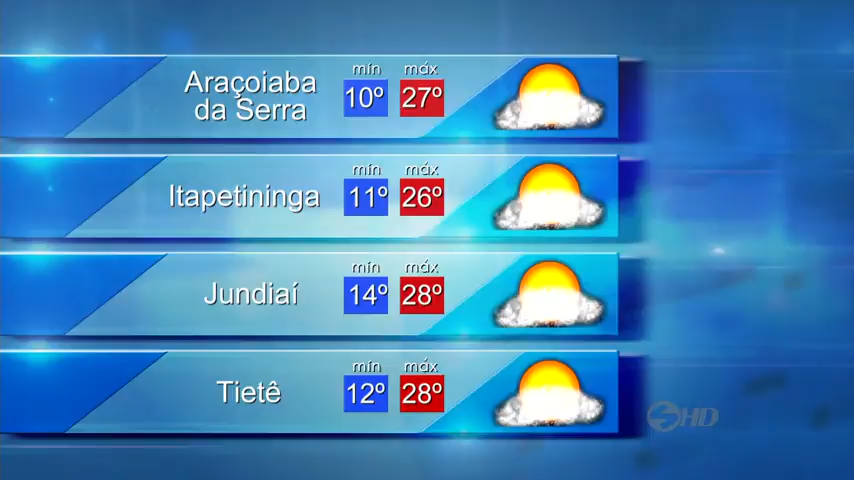 mín máx
Araçoiaba
da Serra
10º 27º
mín máx
Itapetininga 11º 26º
mín máx
Jundiaí 14º 28º
mín máx
Tietê 12º 28º
HD